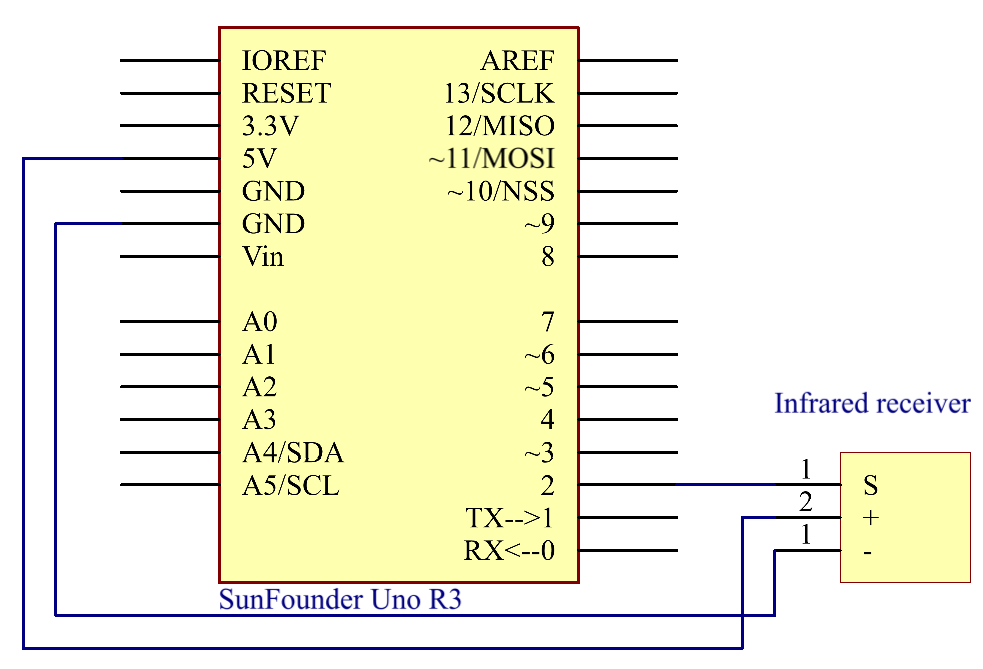 IOREF
RESET
3.3V
5V
GND
GND
Vin
A0
A1
A2
A3
A4/SDA
A5/SCL
AREF
13/SCLK
12/MISO
~11/MOSI
~10/NSS
~9
8
7
~6
~5
4
~3
2
TX-->1
RX<--0
SunFounder Uno R3
Infrared receiver
1 S
2 +
1 -